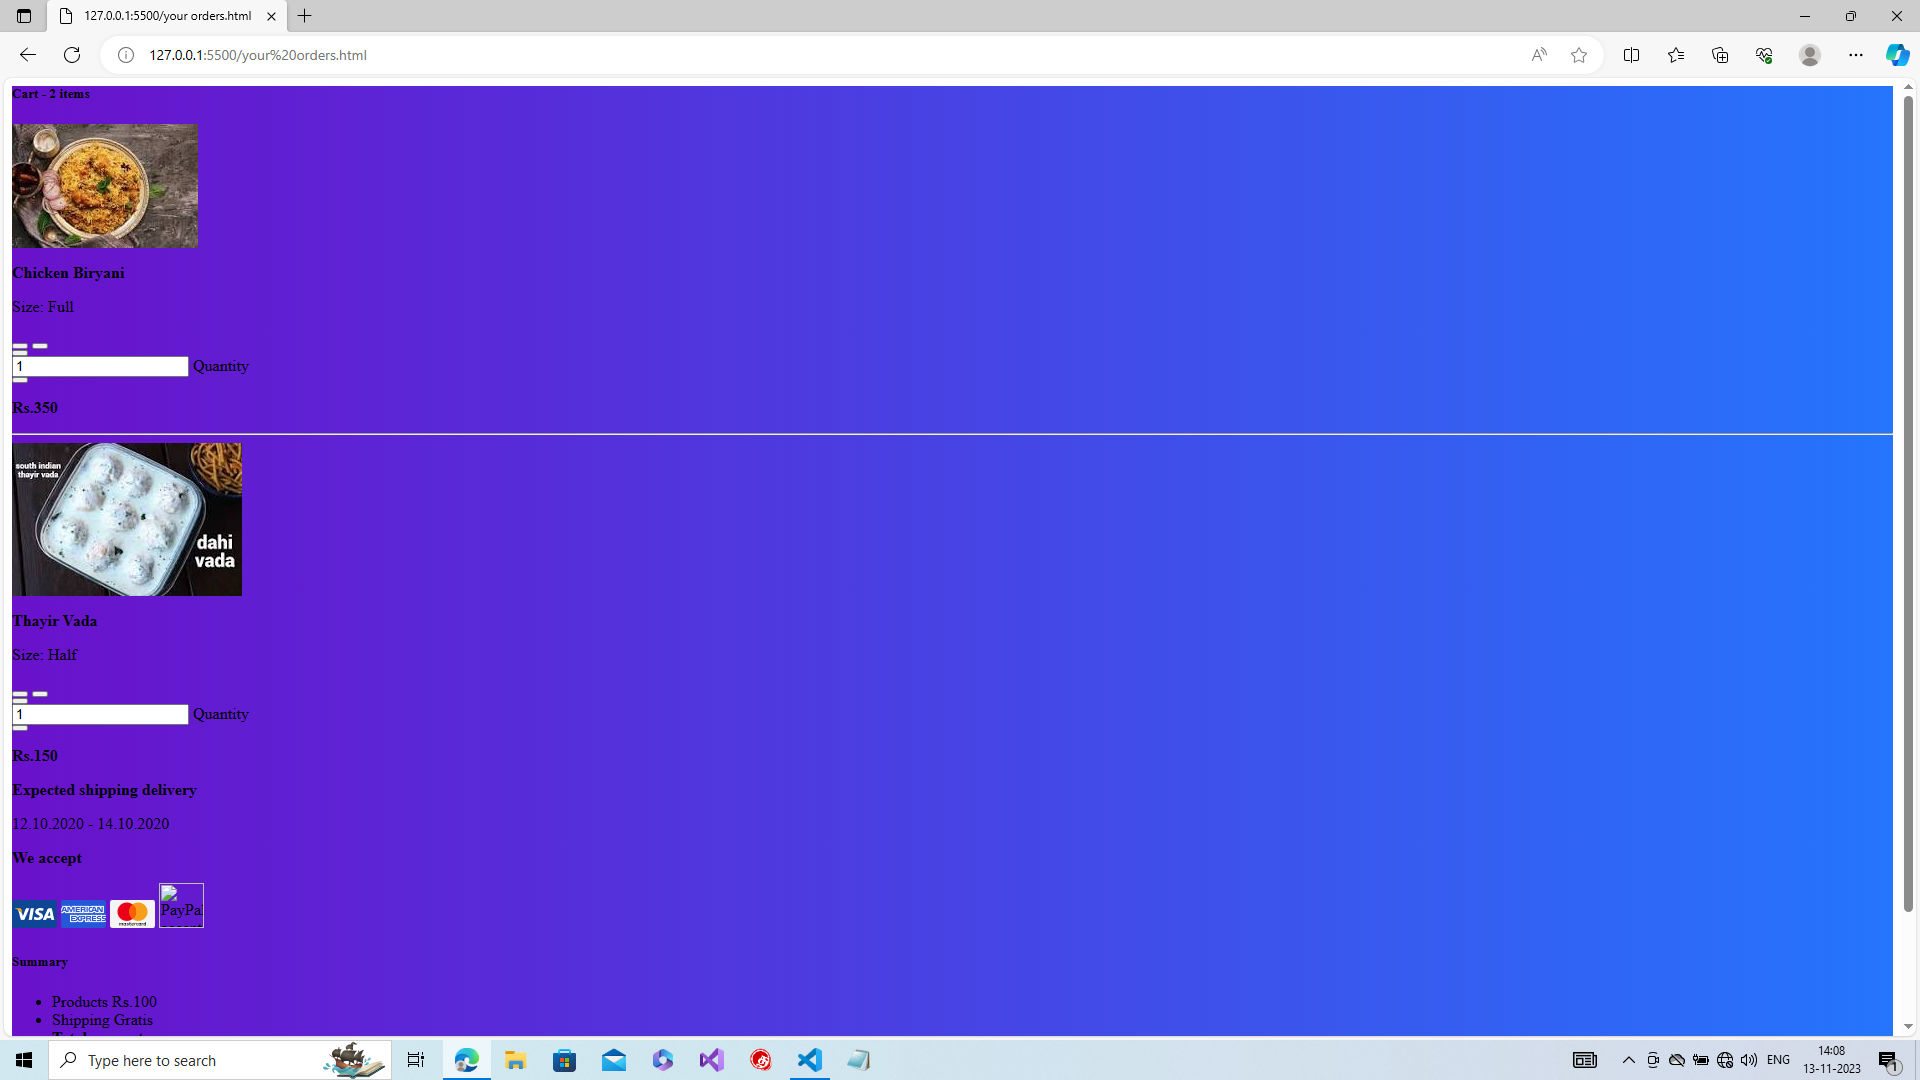 127.0.0.1:5500/your orders.html
127.0.0.1:5500/your%20orders.html
Cart - 2 items
Chicken Biryani
Size: Full
1 Quantity
Rs.350
south indian
thayir vada
dahi
vada
Thayir Vada
Size: Half
1 Quantity
Rs.150
Expected shipping delivery
12.10.2020 - 14.10.2020
We accept
VISA AMERICAN EXPRESS mastercard PayPal
Summary
Products Rs.100
Shipping Gratis
Type here to search
ENG
14:08
13-11-2023
1